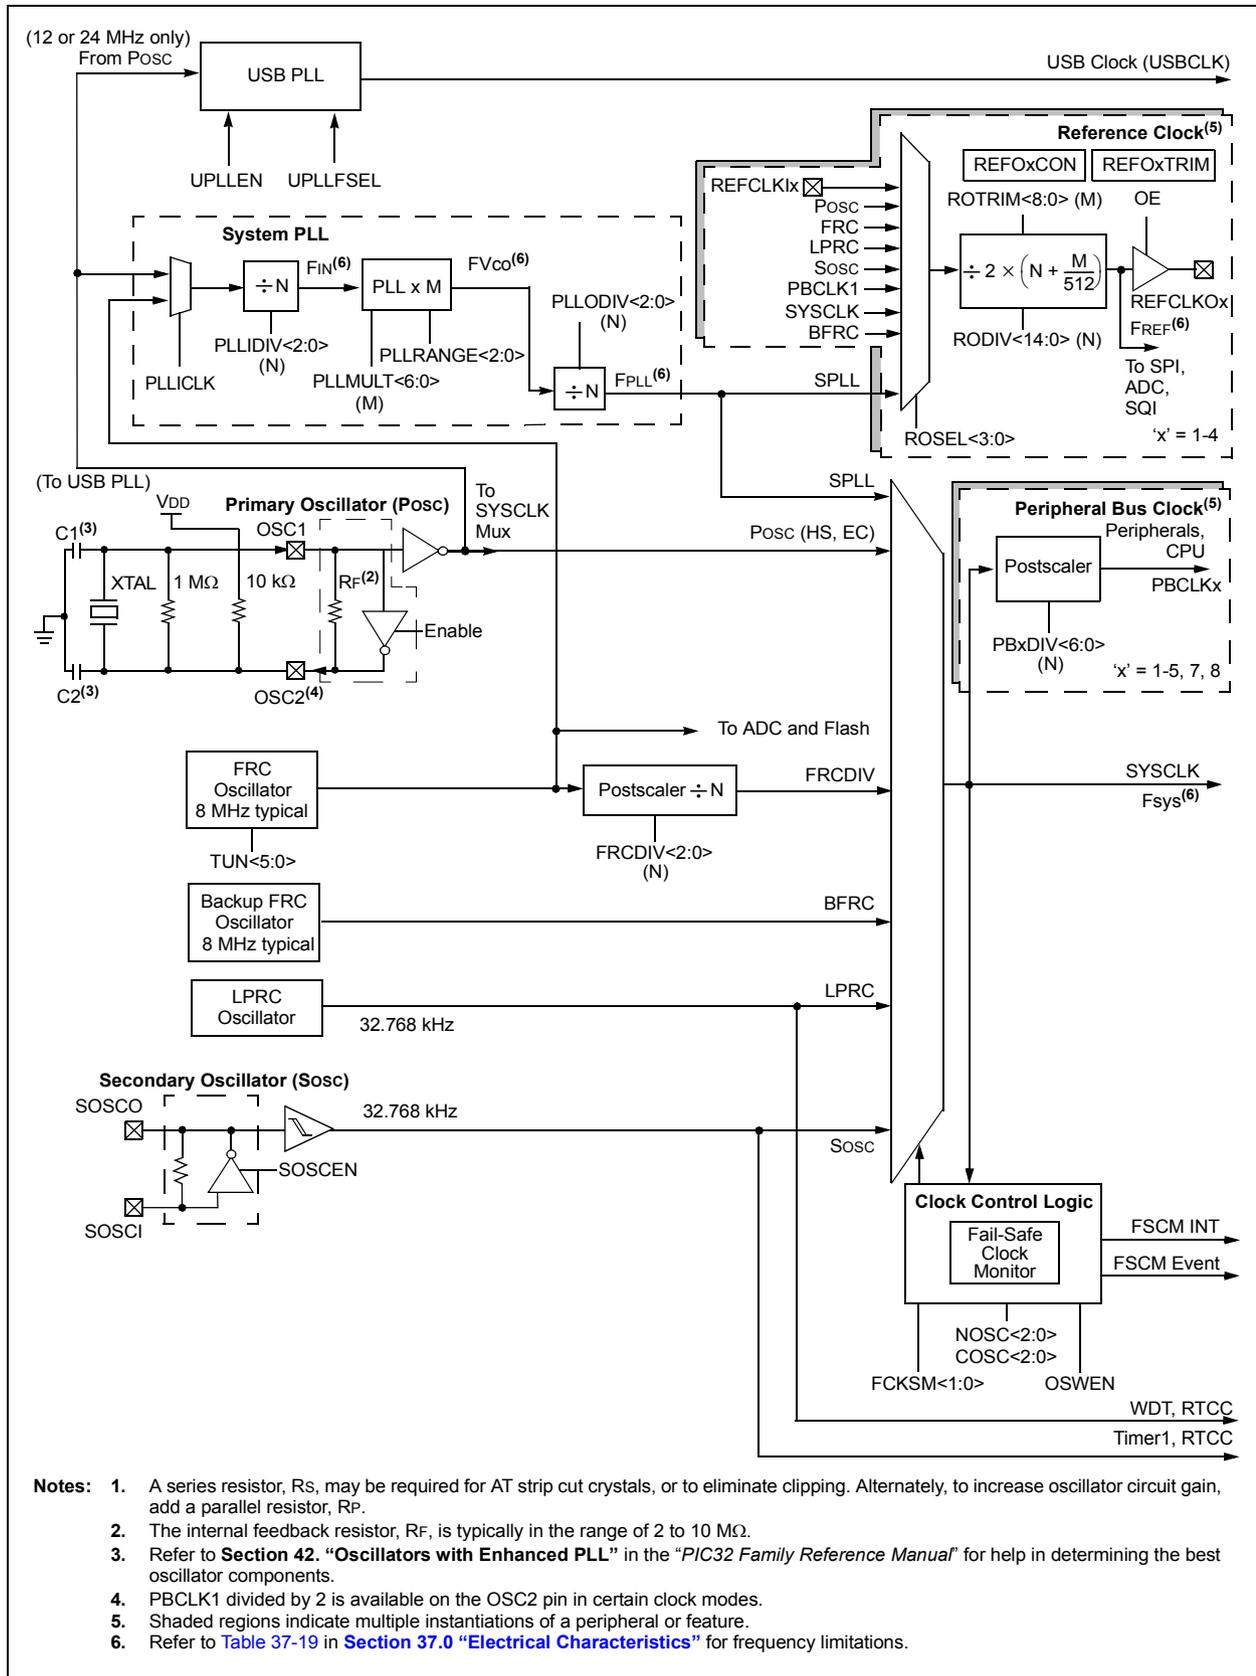 (12 or 24 MHz only)
From POSC
USB PLL
USB Clock (USBCLK)
UPLLEN
UPLLFSEL
Reference Clock(5)
REFOxCON
REFOxTRIM
REFCLKIx
POSC
FRC
LPRC
SOSC
PBCLK1
SYSCLK
BFRC
ROTRIM<8:0> (M)
OE
÷ 2 × (N + M/512)
REFCLKOx
RODIV<14:0> (N)
FREF(6)
To SPI,
ADC,
SQI
SPLL
ROSEL<3:0>
'x' = 1-4
System PLL
FIN(6)
FVco(6)
÷ N
PLL x M
PLLODIV<2:0>
(N)
PLLIDIV<2:0>
(N)
PLLRANGE<2:0>
PLLICLK
PLLMULT<6:0>
(M)
÷ N
FPLL(6)
(To USB PLL)
VDD
Primary Oscillator (POSC)
To
SYSCLK
Mux
SPLL
C1(3)
OSC1
POSC (HS, EC)
XTAL
1 MΩ
10 kΩ
RF(2)
Enable
C2(3)
OSC2(4)
Peripheral Bus Clock(5)
Peripherals,
CPU
Postscaler
PBCLKx
PBxDIV<6:0>
(N)
'x' = 1-5, 7, 8
To ADC and Flash
FRC
Oscillator
8 MHz typical
TUN<5:0>
Postscaler ÷ N
FRCDIV
FRCDIV<2:0>
(N)
SYSCLK
Fsys(6)
Backup FRC
Oscillator
8 MHz typical
BFRC
LPRC
Oscillator
32.768 kHz
LPRC
Secondary Oscillator (SOSC)
SOSCO
32.768 kHz
SOSC
SOSCEN
SOSCI
Clock Control Logic
Fail-Safe
Clock
Monitor
FSCM INT
FSCM Event
NOSC<2:0>
COSC<2:0>
FCKSM<1:0>
OSWEN
WDT, RTCC
Timer1, RTCC
Notes: 1. A series resistor, RS, may be required for AT strip cut crystals, or to eliminate clipping. Alternately, to increase oscillator circuit gain,
add a parallel resistor, RP.
2. The internal feedback resistor, RF, is typically in the range of 2 to 10 MΩ.
3. Refer to Section 42. "Oscillators with Enhanced PLL" in the "PIC32 Family Reference Manual" for help in determining the best
oscillator components.
4. PBCLK1 divided by 2 is available on the OSC2 pin in certain clock modes.
5. Shaded regions indicate multiple instantiations of a peripheral or feature.
6. Refer to Table 37-19 in Section 37.0 "Electrical Characteristics" for frequency limitations.